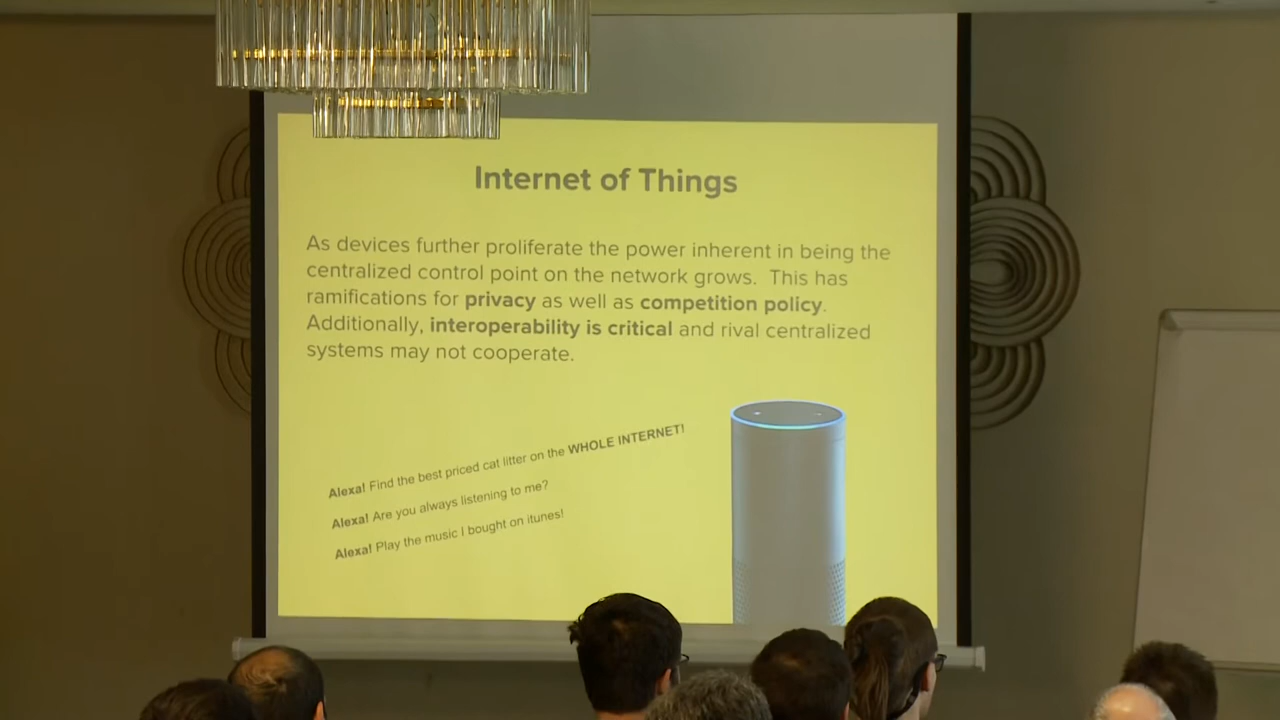 Internet of Things
As devices further proliferate the power inherent in being the
centralized control point on the network grows.  This has
ramifications for privacy as well as competition policy.
Additionally, interoperability is critical and rival centralized
systems may not cooperate.
Alexa! Find the best priced cat litter on the WHOLE INTERNET!
Alexa! Are you always listening to me?
Alexa! Play the music I bought on itunes!